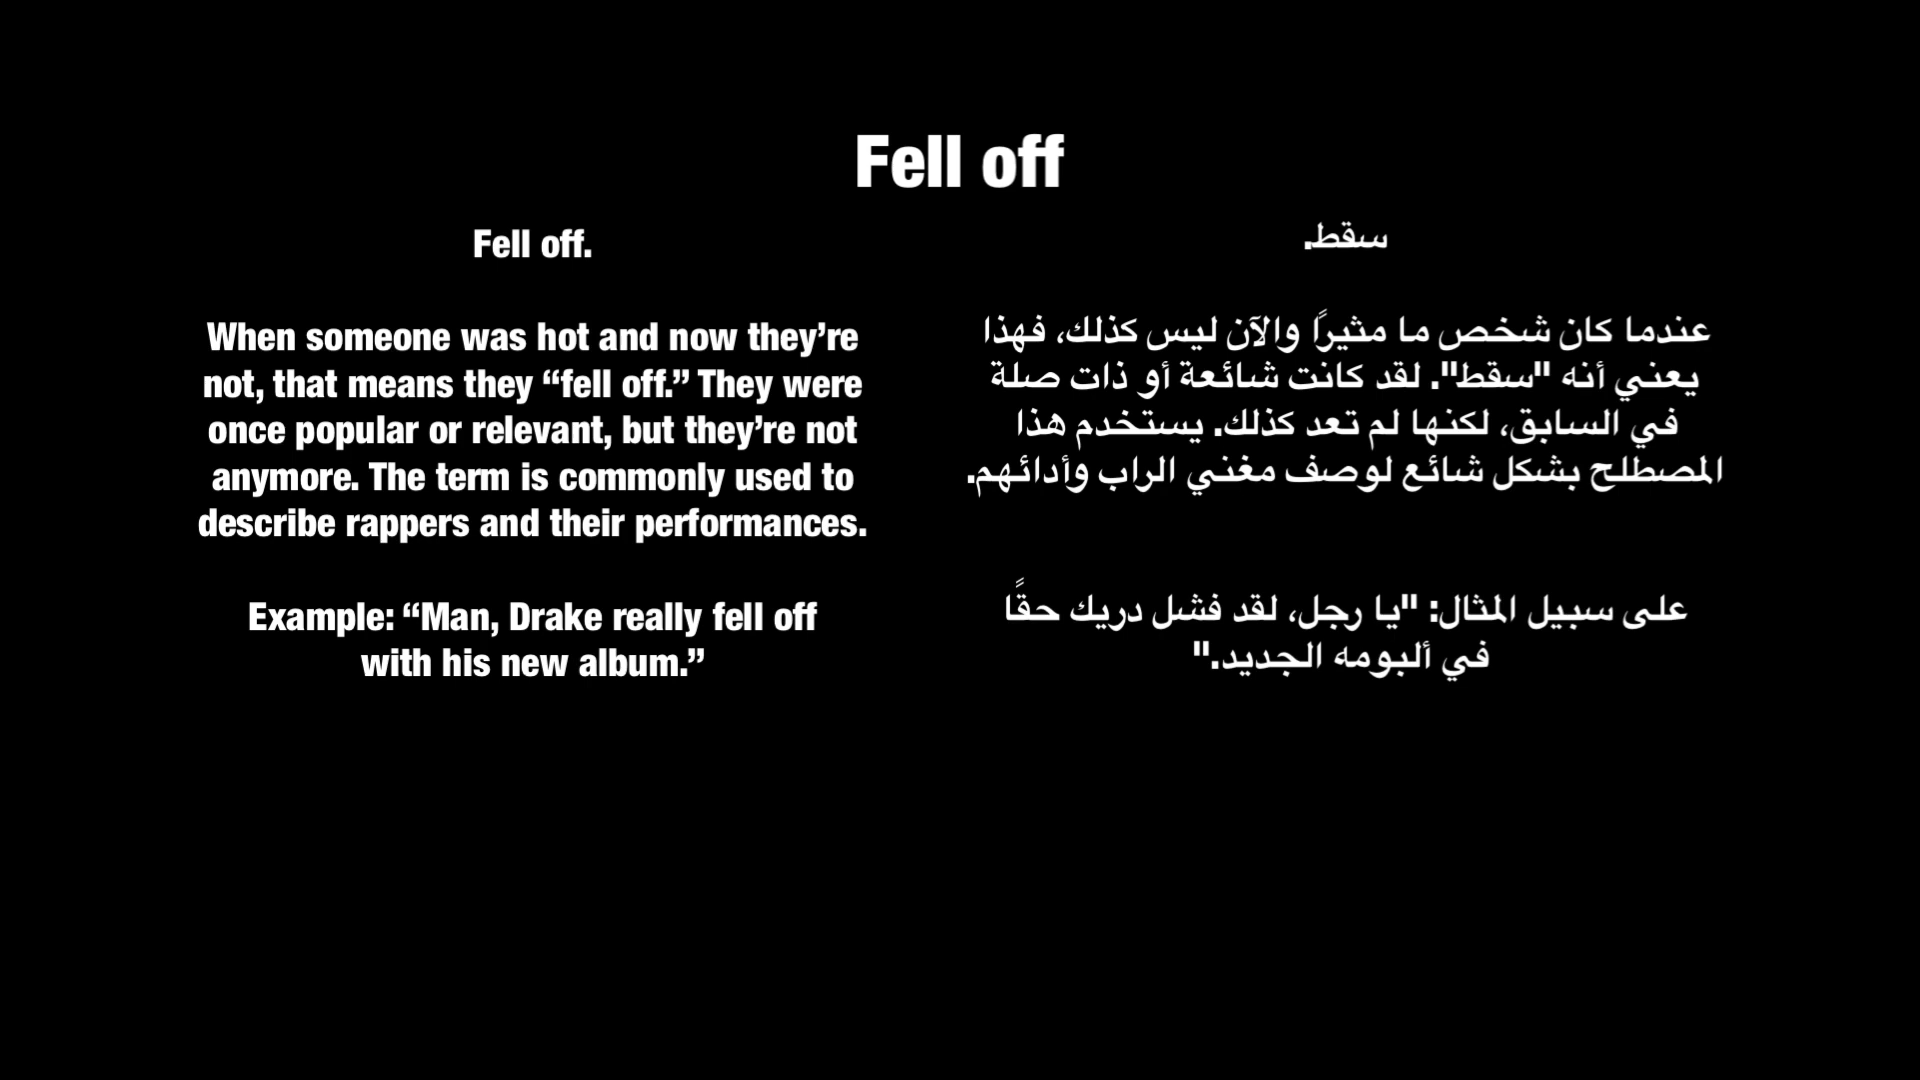 Fell off
Fell off.
When someone was hot and now they’re
not, that means they “fell off.” They were
once popular or relevant, but they’re not
anymore. The term is commonly used to
describe rappers and their performances.
Example: “Man, Drake really fell off
with his new album.”
سقط.
عندما كان شخص ما مثيرًا والآن ليس كذلك، فهذا
يعني أنه "سقط". لقد كانت شائعة أو ذات صلة
في السابق، لكنها لم تعد كذلك. يستخدم هذا
المصطلح بشكل شائع لوصف مغني الراب وأدائهم.
على سبيل المثال: "يا رجل، لقد فشل دريك حقًا
في ألبومه الجديد."